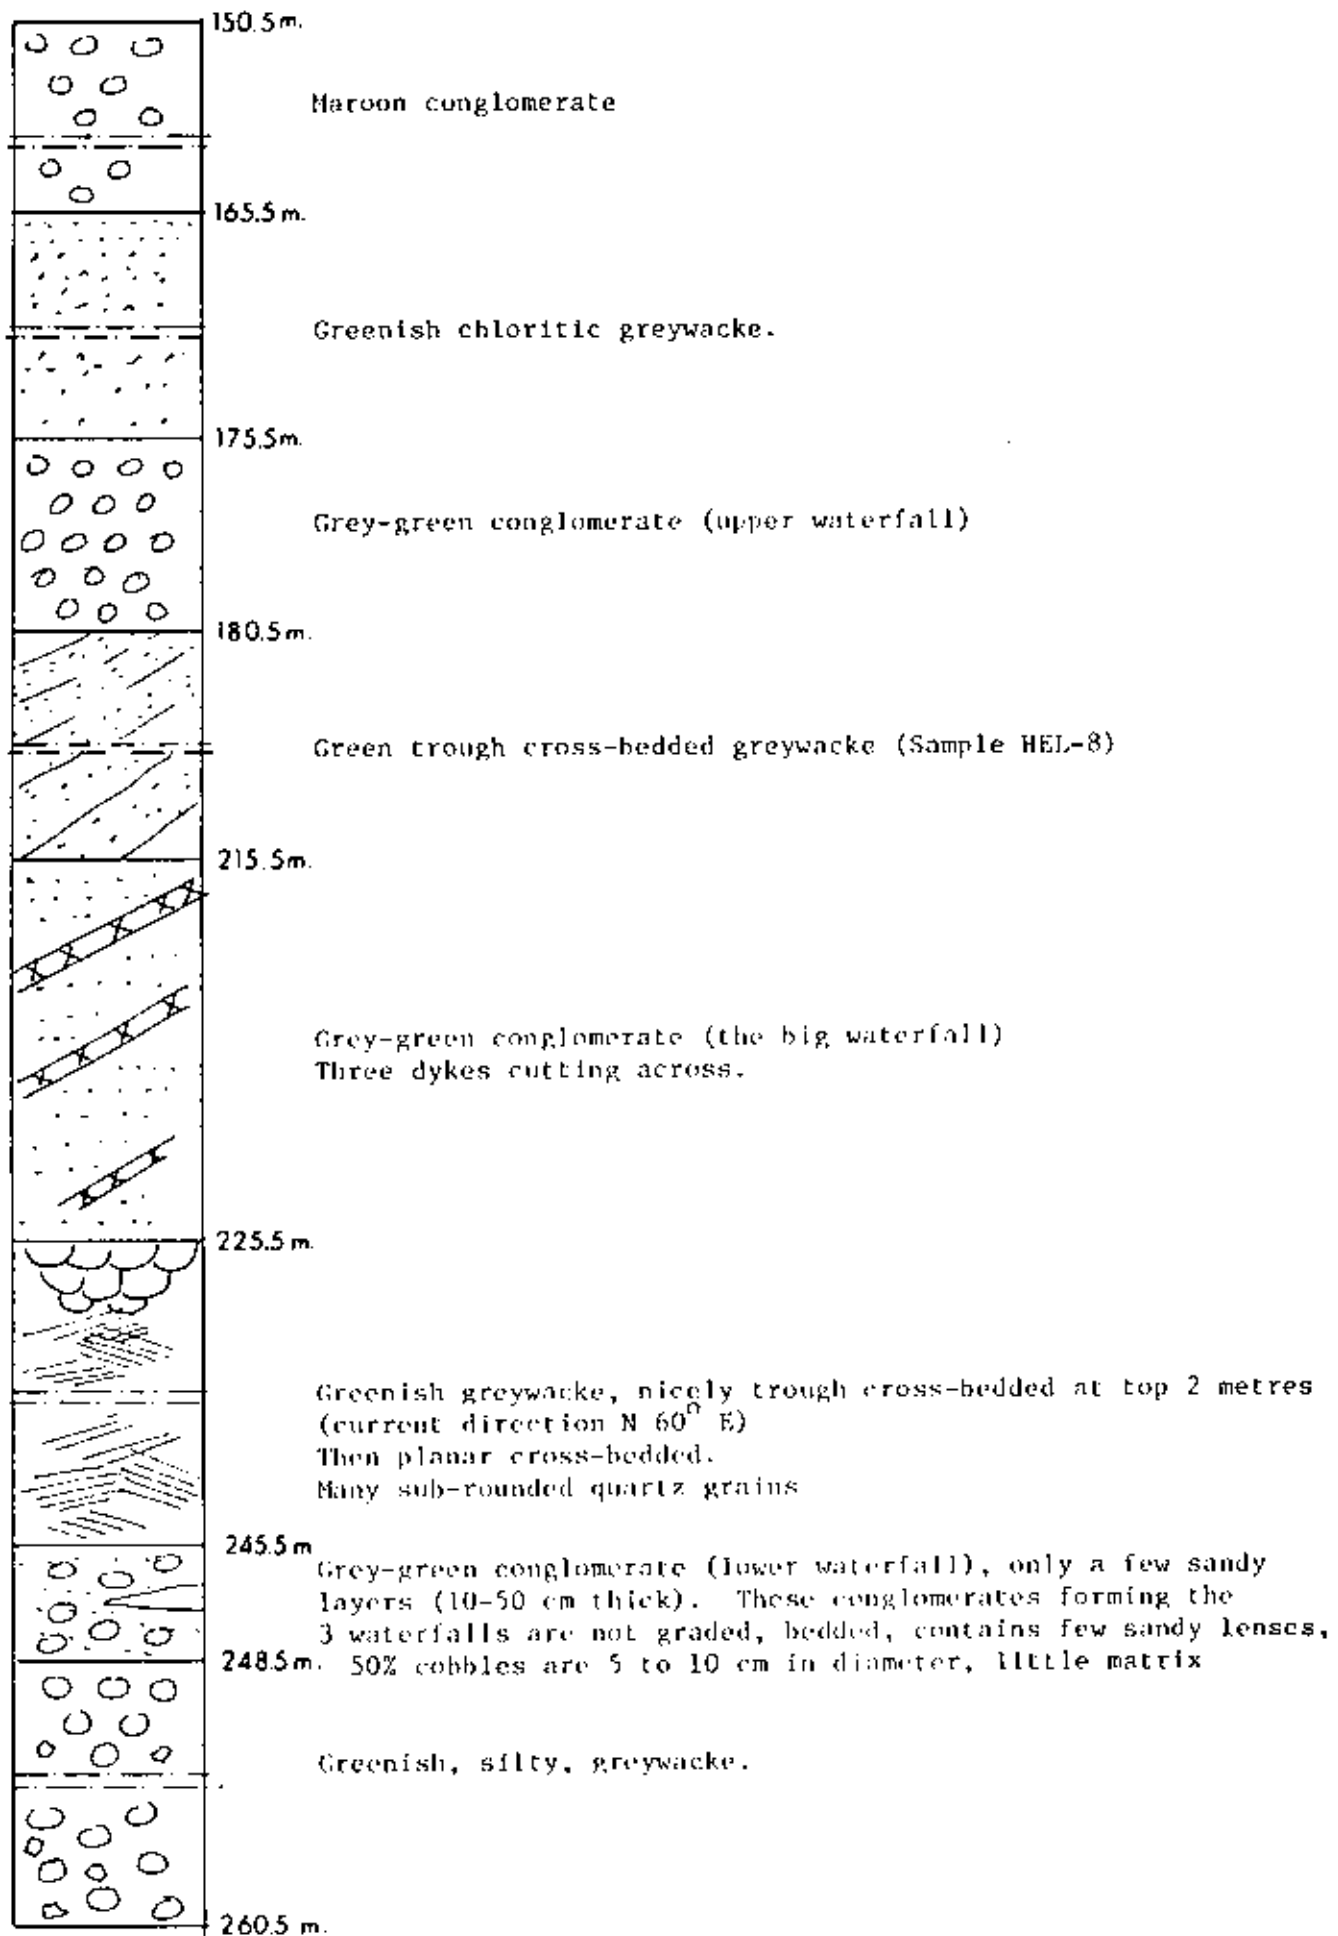 150.5 m.
Maroon conglomerate
165.5 m.
Greenish chloritic greywacke.
175.5 m.
Grey-green conglomerate (upper waterfall)
180.5 m.
Green trough cross-bedded greywacke (Sample HEL-8)
215.5 m.
Grey-green conglomerate (the big waterfall)
Three dykes cutting across.
225.5 m.
Greenish greywacke, nicely trough cross-bedded at top 2 metres
(current direction N 60° E)
Then planar cross-bedded.
Many sub-rounded quartz grains
245.5 m
Grey-green conglomerate (lower waterfall), only a few sandy
layers (10-50 cm thick). These conglomerates forming the
3 waterfalls are not graded, bedded, contains few sandy lenses,
248.5 m. 50% cobbles are 5 to 10 cm in diameter, little matrix
Greenish, silty, greywacke.
260.5 m.